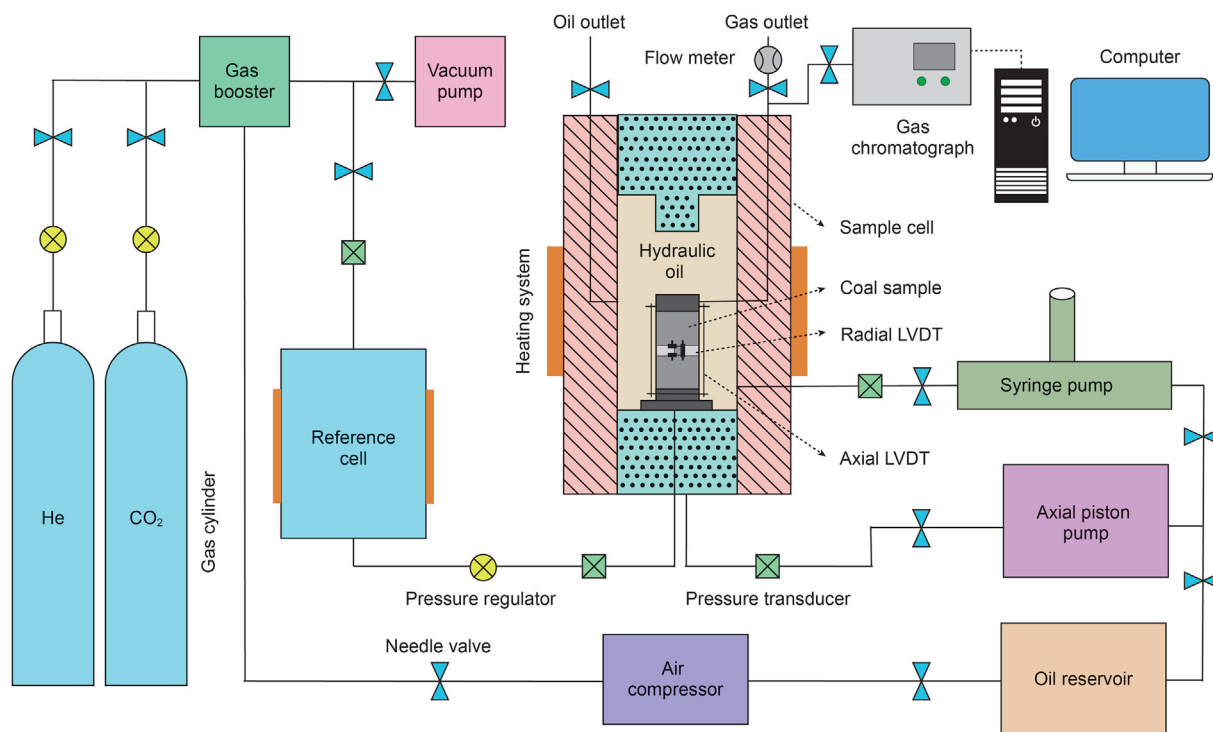 Oil outlet
Gas outlet
Flow meter
Computer
Gas
booster
Vacuum
pump
Gas
chromatograph
Sample cell
Hydraulic
oil
Heating system
Coal sample
Radial LVDT
Syringe pump
Reference
cell
Axial LVDT
He
CO₂
Gas cylinder
Axial piston
pump
Pressure regulator
Pressure transducer
Needle valve
Air
compressor
Oil reservoir